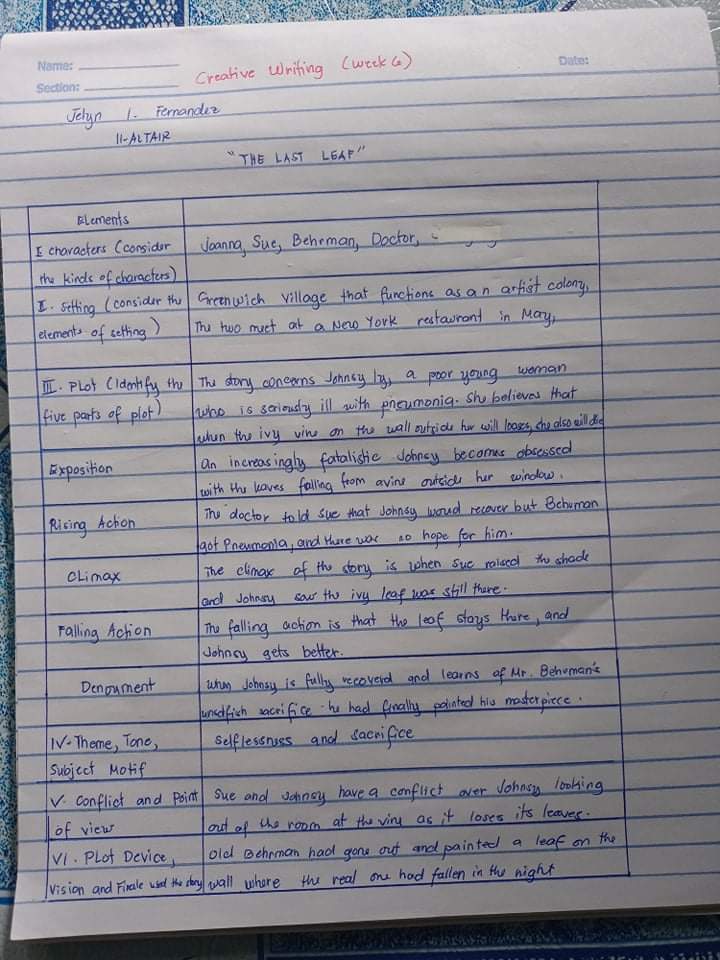 Name: Creative Writing (week 6) Date:
Section:
Jelyn I. Fernandez
11-ALTAIR
"THE LAST LEAF"
Elements
I characters (consider the kinds of characters)
Joanna, Sue, Behrman, Doctor,
II. Setting (consider the elements of setting)
Greenwich Village that functions as an artist colony,
The two met at a New York restaurant in May,
III. Plot (Identify the five parts of plot)
The story concerns Johnsy by, a poor young woman
who is seriously ill with pneumonia. She believes that
when the ivy vine on the wall outside her will looses, she also will die
Exposition
An increasingly fatalistic Johnsy becomes obsessed
with the leaves falling from a vine outside her window.
Rising Action
The doctor told Sue that Johnsy would recover but Behrman
got Pneumonia, and there was no hope for him.
Climax
The climax of the story is when Sue raised the shade
and Johnsy saw the ivy leaf was still there.
Falling Action
The falling action is that the leaf stays there, and
Johnsy gets better.
Denoument
When Johnsy is fully recoverd and learns of Mr. Behrman's
unselfish sacrifice - he had finally painted his masterpiece.
IV-Theme, Tone,
Subject Motif
Selflessness and sacrifice
V. Conflict and Point
of view
Sue and Johnsy have a conflict over Johnsy looking
out of the room at the vine as it loses its leaves.
VI. Plot Device,
Vision and Finale used the story
Old Behrman had gone out and painted a leaf on the
wall where the real one had fallen in the night